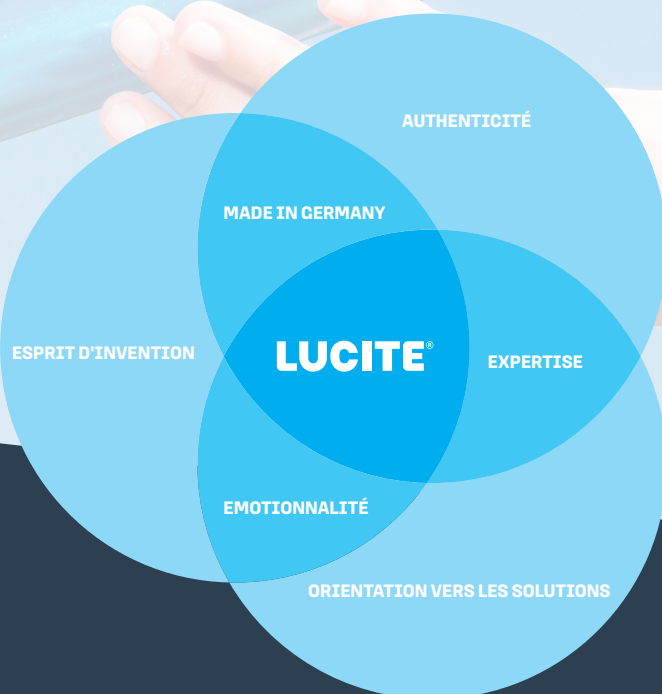 AUTHENTICITÉ
MADE IN GERMANY
ESPRIT D'INVENTION
LUCITE®
EXPERTISE
EMOTIONNALITÉ
ORIENTATION VERS LES SOLUTIONS